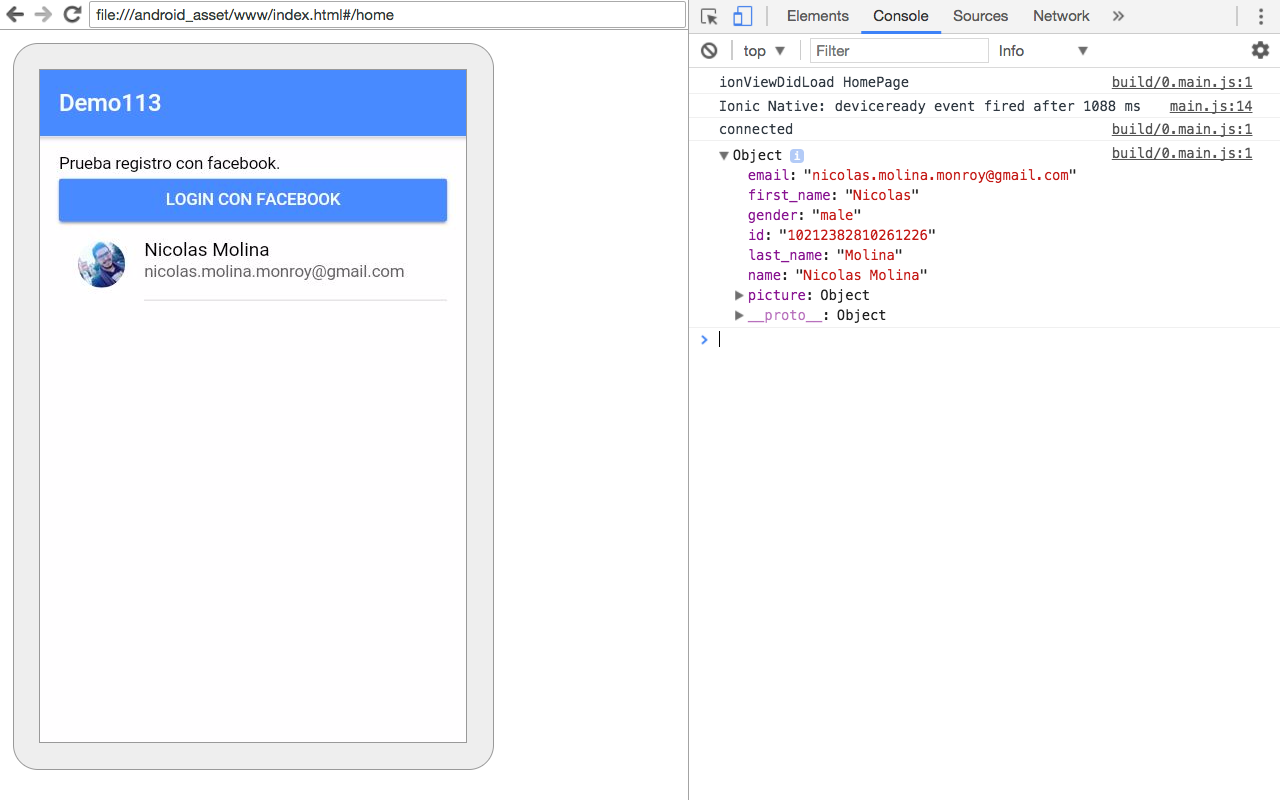 file:///android_asset/www/index.html#/home
Demo113
Prueba registro con facebook.
LOGIN CON FACEBOOK
Nicolas Molina
nicolas.molina.monroy@gmail.com
Elements Console Sources Network »
top ▼ Filter Info ▼
ionViewDidLoad HomePage build/0.main.js:1
Ionic Native: deviceready event fired after 1088 ms main.js:14
connected build/0.main.js:1
▼Object i build/0.main.js:1
email: "nicolas.molina.monroy@gmail.com"
first_name: "Nicolas"
gender: "male"
id: "10212382810261226"
last_name: "Molina"
name: "Nicolas Molina"
▶picture: Object
▶__proto__: Object